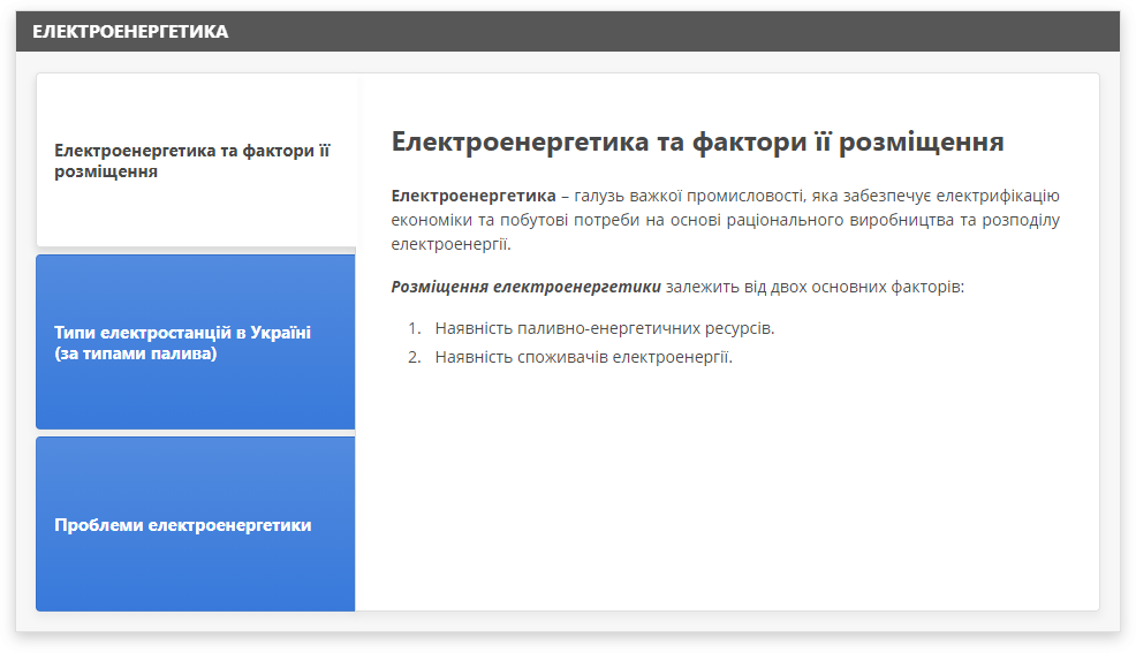 ЕЛЕКТРОЕНЕРГЕТИКА
Електроенергетика та фактори її
розміщення
Типи електростанцій в Україні
(за типами палива)
Проблеми електроенергетики
Електроенергетика та фактори її розміщення
Електроенергетика – галузь важкої промисловості, яка забезпечує електрифікацію
економіки та побутові потреби на основі раціонального виробництва та розподілу
електроенергії.
Розміщення електроенергетики залежить від двох основних факторів:
1. Наявність паливно-енергетичних ресурсів.
2. Наявність споживачів електроенергії.